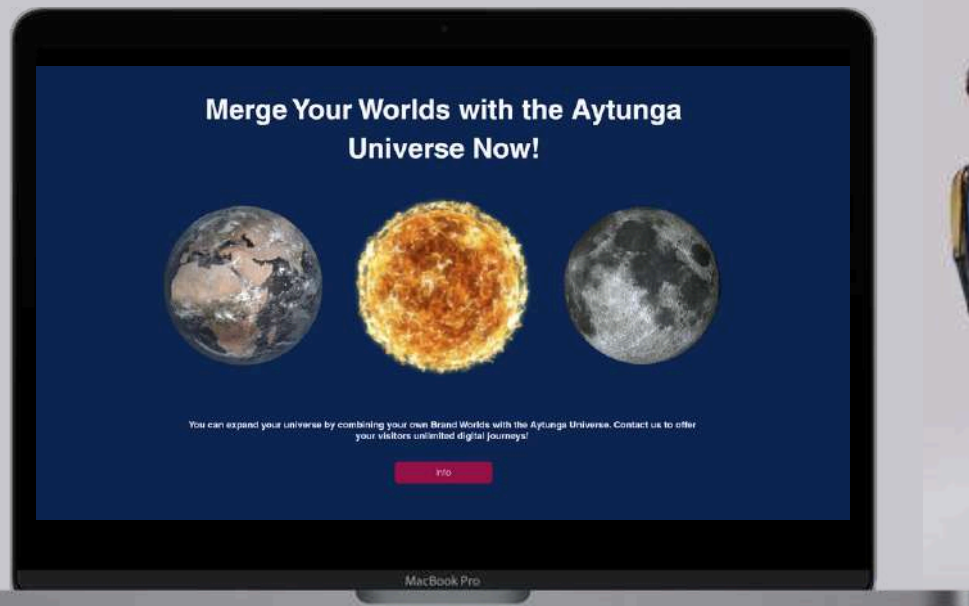 Merge Your Worlds with the Aytunga
Universe Now!
You can expand your universe by combining your own Brand Worlds with the Aytunga Universe. Contact us to offer
your visitors unlimited digital journeys!
Info
MacBook Pro